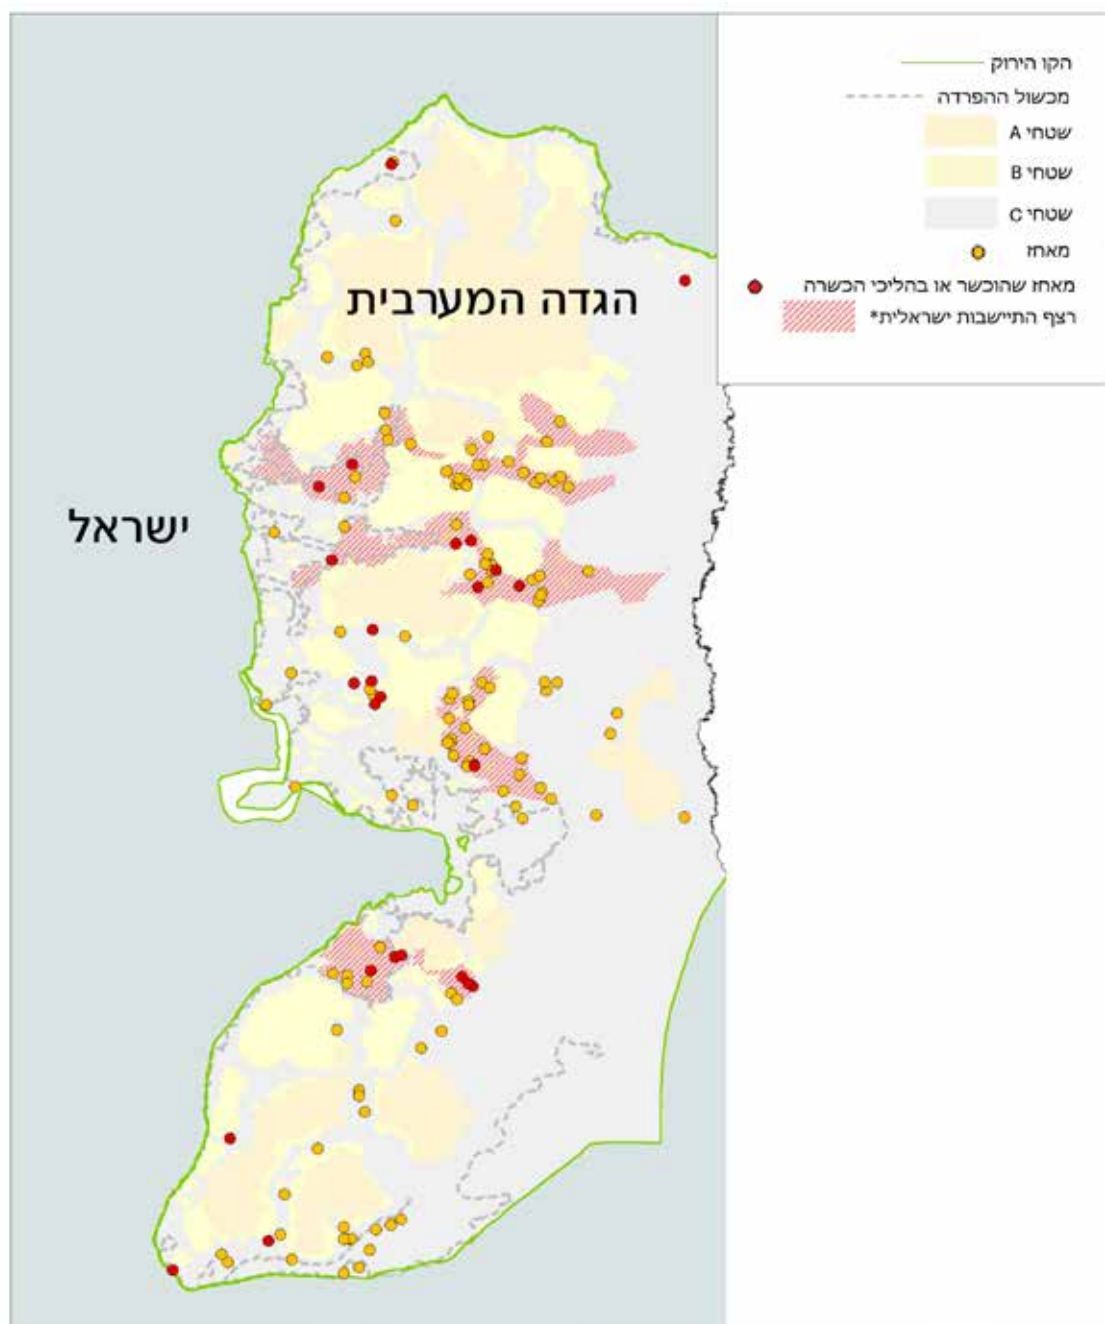 הקו הירוק
מכשול ההפרדה
שטחי A
שטחי B
שטחי C
מאחז
מאחז שהוכשר או בהליכי הכשרה
רצף התיישבות ישראלית*
הגדה המערבית
ישראל